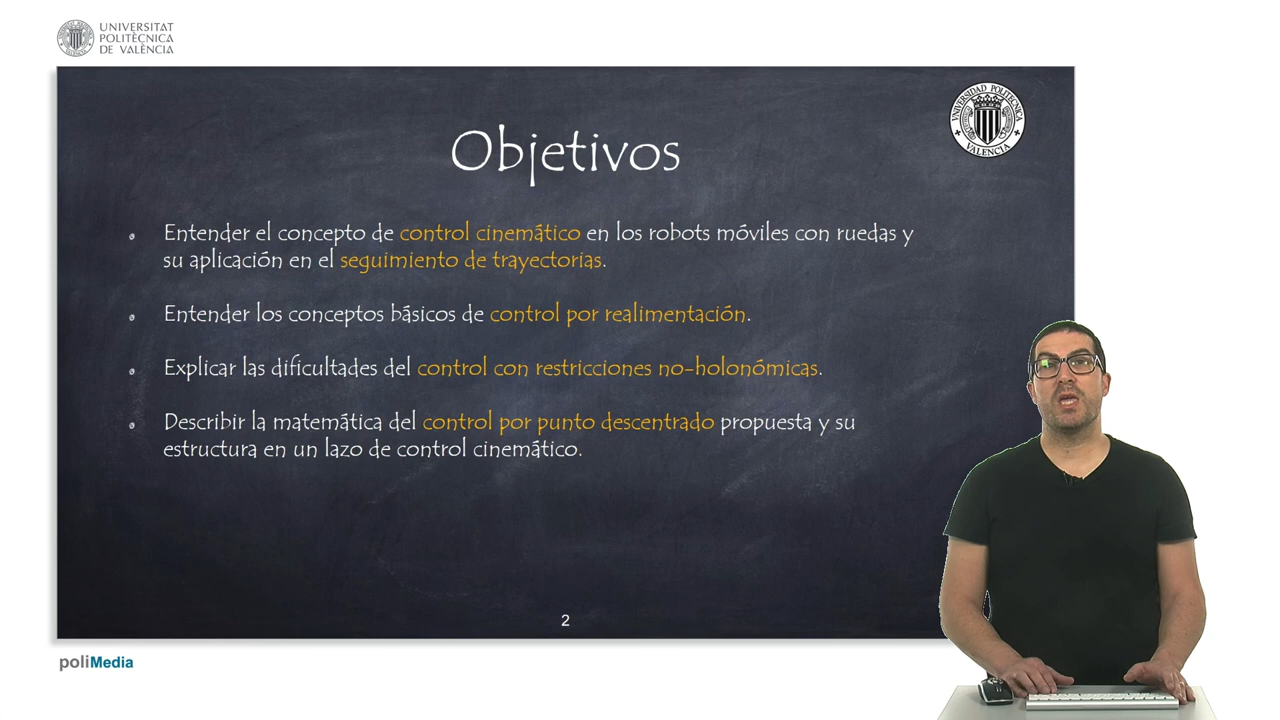 UNIVERSITAT
POLITÈCNICA
DE VALÈNCIA
UNIVERSIDAD POLITECNICA
VALENCIA
Objetivos
Entender el concepto de control cinemático en los robots móviles con ruedas y
su aplicación en el seguimiento de trayectorias.
Entender los conceptos básicos de control por realimentación.
Explicar las dificultades del control con restricciones no-holonómicas.
Describir la matemática del control por punto descentrado propuesta y su
estructura en un lazo de control cinemático.
2
poliMedia